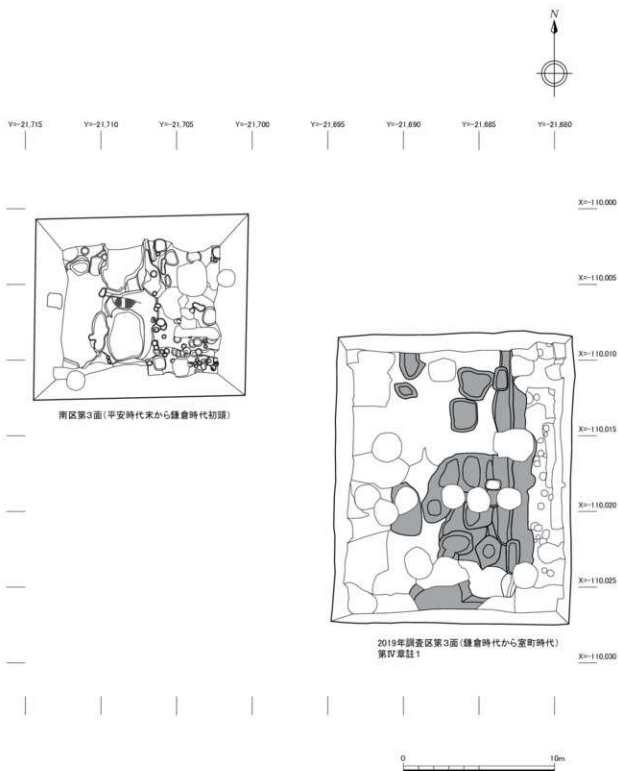 N
Y=-21,715
Y=-21,710
Y=-21,705
Y=-21,700
Y=-21,695
Y=-21,690
Y=-21,685
Y=-21,680
X=-110,000
X=-110,005
X=-110,010
X=-110,015
X=-110,020
X=-110,025
X=-110,030
南区第3面(平安時代末から鎌倉時代初頭)
2019年調査区第3面(鎌倉時代から室町時代)
第Ⅳ章註1
0 10m